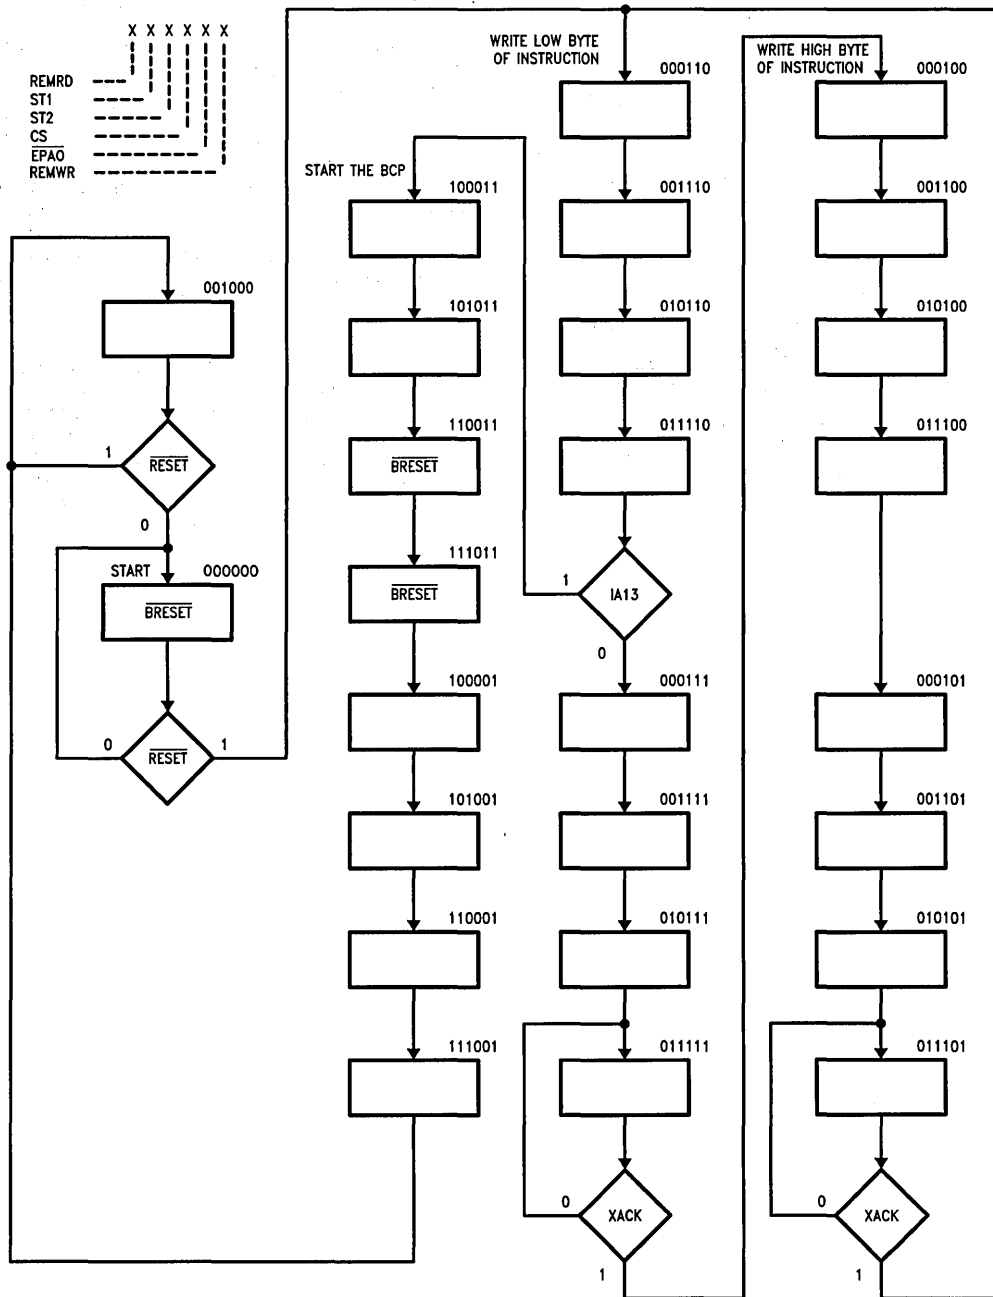 X X X X X X
REMRD
ST1
ST2
CS
EPAO
REMWR
WRITE LOW BYTE
OF INSTRUCTION
000110
001110
010110
011110
IA13
1
0
000111
001111
010111
011111
XACK
0
1
WRITE HIGH BYTE
OF INSTRUCTION
000100
001100
010100
011100
000101
001101
010101
011101
XACK
0
1
START THE BCP
100011
101011
110011
BRESET
111011
BRESET
100001
101001
110001
111001
001000
1
RESET
0
START
000000
BRESET
0
RESET
1